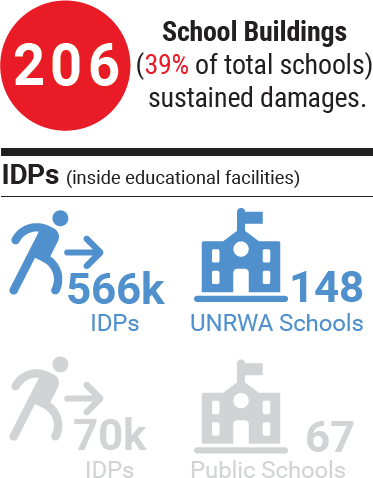 206
School Buildings
(39% of total schools)
sustained damages.
IDPs (inside educational facilities)
566k
IDPs
148
UNRWA Schools
70k
IDPs
67
Public Schools